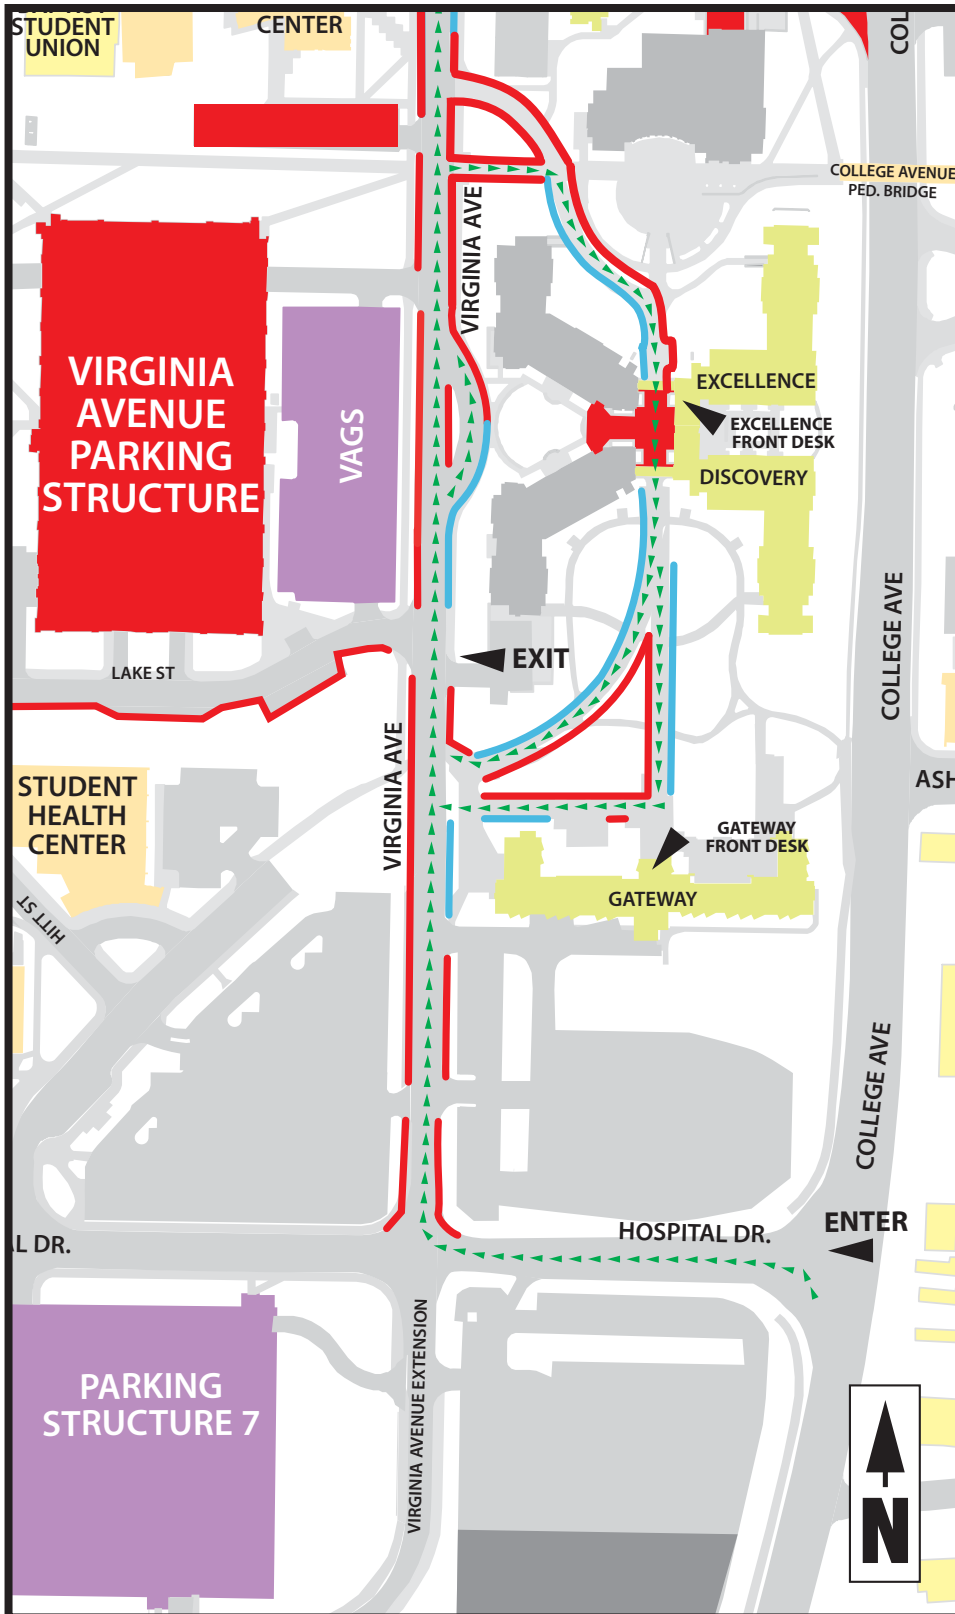 STUDENT
UNION
CENTER
COL
COLLEGE AVENUE
PED. BRIDGE
VIRGINIA AVE
VIRGINIA
AVENUE
PARKING
STRUCTURE
VAGS
EXCELLENCE
EXCELLENCE
FRONT DESK
DISCOVERY
COLLEGE AVE
EXIT
LAKE ST
VIRGINIA AVE
STUDENT
HEALTH
CENTER
ASH
GATEWAY
FRONT DESK
GATEWAY
HITT ST
COLLEGE AVE
ENTER
HOSPITAL DR.
L DR.
VIRGINIA AVENUE EXTENSION
PARKING
STRUCTURE 7
N